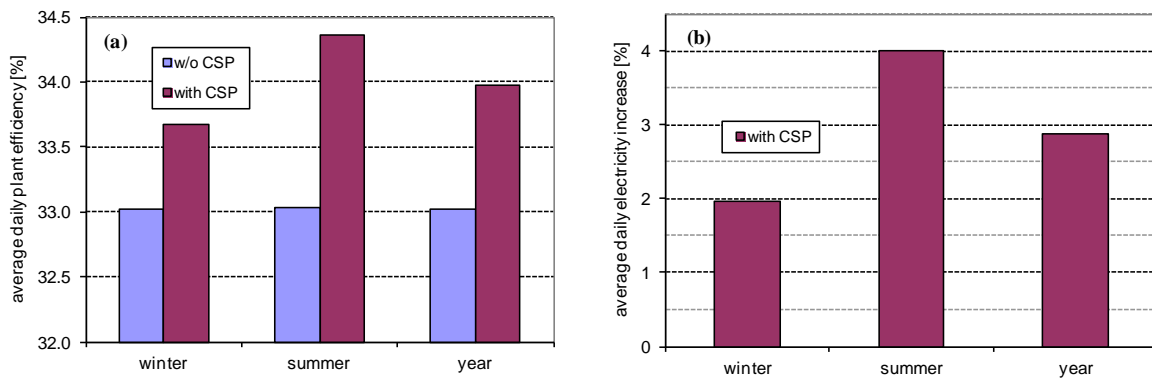 (a)
w/o CSP
with CSP
average daily plant efficiency [%]
34.5
34.0
33.5
33.0
32.5
32.0
winter summer year
(b)
with CSP
average daily electricity increase [%]
4
3
2
1
0
winter summer year